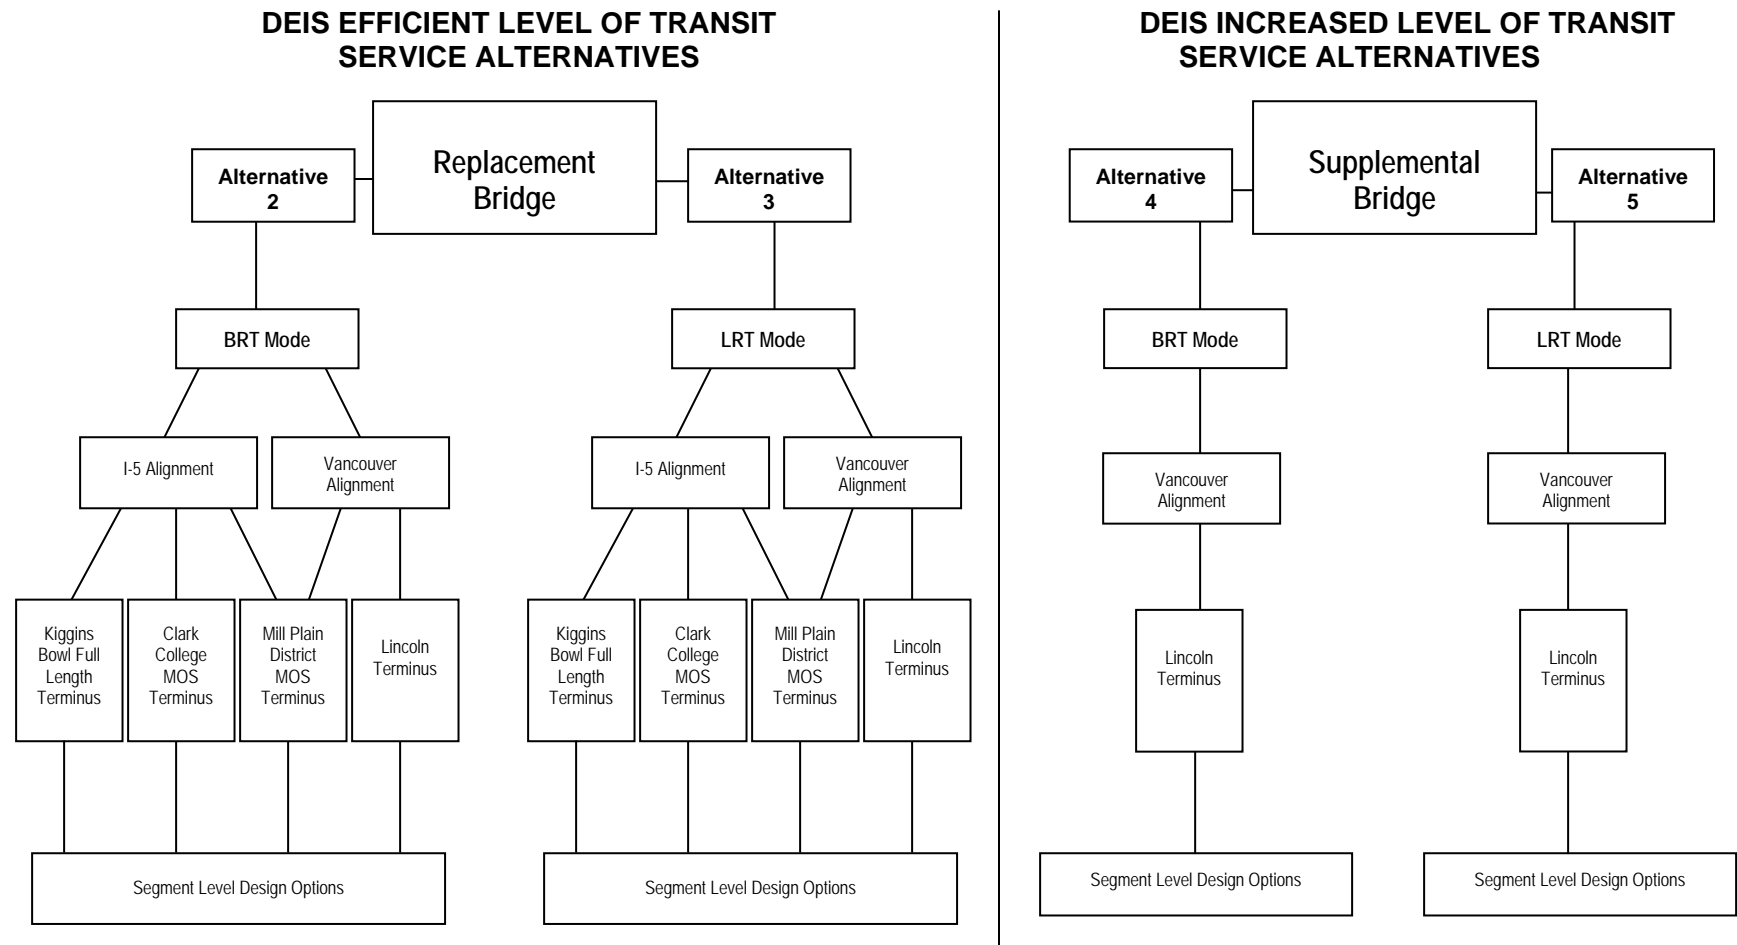 DEIS EFFICIENT LEVEL OF TRANSIT
SERVICE ALTERNATIVES
Replacement
Bridge
Alternative
2
Alternative
3
BRT Mode
LRT Mode
I-5 Alignment
Vancouver
Alignment
I-5 Alignment
Vancouver
Alignment
Kiggins
Bowl Full
Length
Terminus
Clark
College
MOS
Terminus
Mill Plain
District
MOS
Terminus
Lincoln
Terminus
Kiggins
Bowl Full
Length
Terminus
Clark
College
MOS
Terminus
Mill Plain
District
MOS
Terminus
Lincoln
Terminus
Segment Level Design Options
Segment Level Design Options
DEIS INCREASED LEVEL OF TRANSIT
SERVICE ALTERNATIVES
Supplemental
Bridge
Alternative
4
Alternative
5
BRT Mode
LRT Mode
Vancouver
Alignment
Vancouver
Alignment
Lincoln
Terminus
Lincoln
Terminus
Segment Level Design Options
Segment Level Design Options